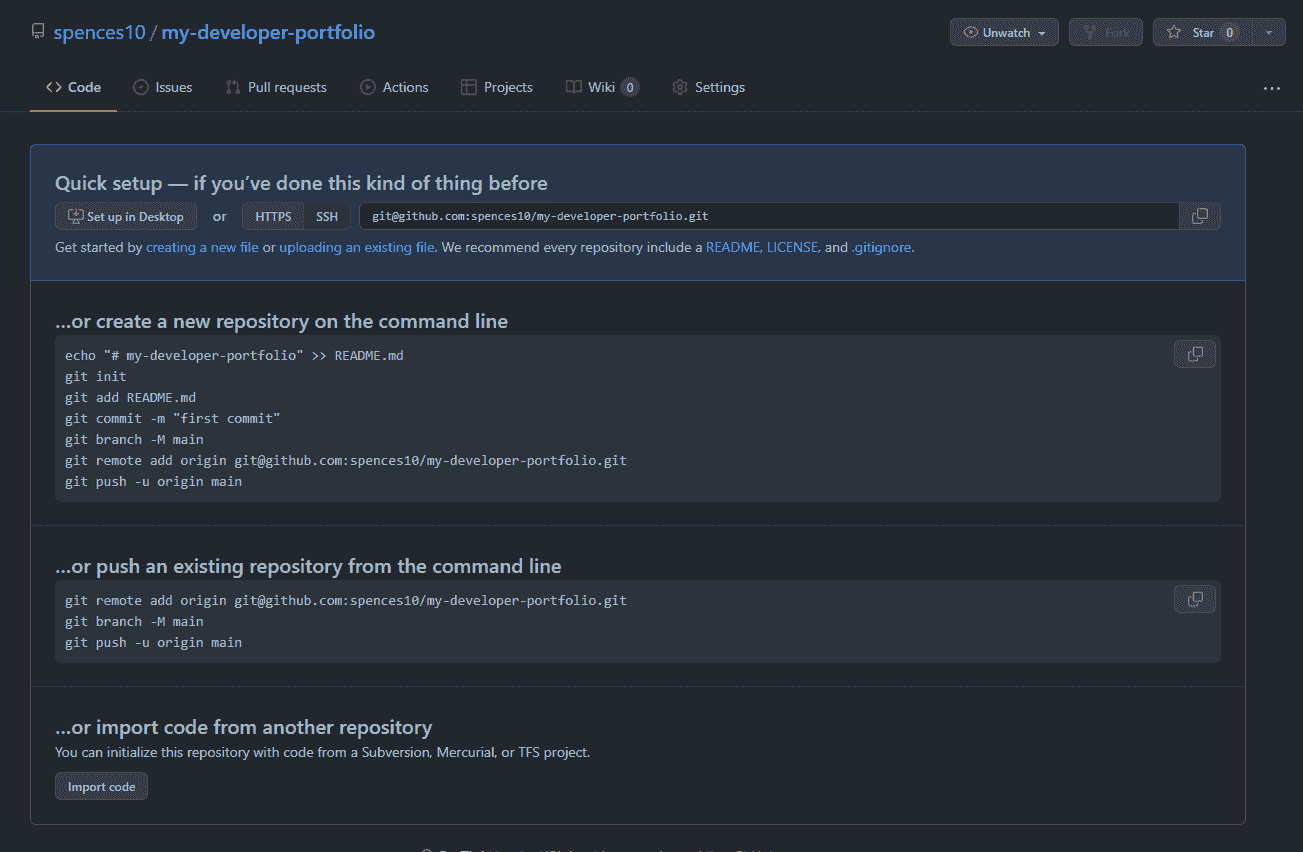 spences10 / my-developer-portfolio
Unwatch Fork Star 0
Code Issues Pull requests Actions Projects Wiki 0 Settings
Quick setup — if you’ve done this kind of thing before
Set up in Desktop or HTTPS SSH git@github.com:spences10/my-developer-portfolio.git
Get started by creating a new file or uploading an existing file. We recommend every repository include a README, LICENSE, and .gitignore.
…or create a new repository on the command line
echo "# my-developer-portfolio" >> README.md
git init
git add README.md
git commit -m "first commit"
git branch -M main
git remote add origin git@github.com:spences10/my-developer-portfolio.git
git push -u origin main
…or push an existing repository from the command line
git remote add origin git@github.com:spences10/my-developer-portfolio.git
git branch -M main
git push -u origin main
…or import code from another repository
You can initialize this repository with code from a Subversion, Mercurial, or TFS project.
Import code